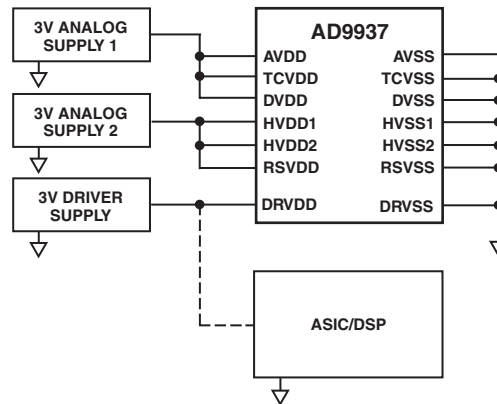 3V ANALOG
SUPPLY 1
3V ANALOG
SUPPLY 2
3V DRIVER
SUPPLY
AD9937
AVDD
AVSS
TCVDD
TCVSS
DVDD
DVSS
HVDD1
HVSS1
HVDD2
HVSS2
RSVDD
RSVSS
DRVDD
DRVSS
ASIC/DSP